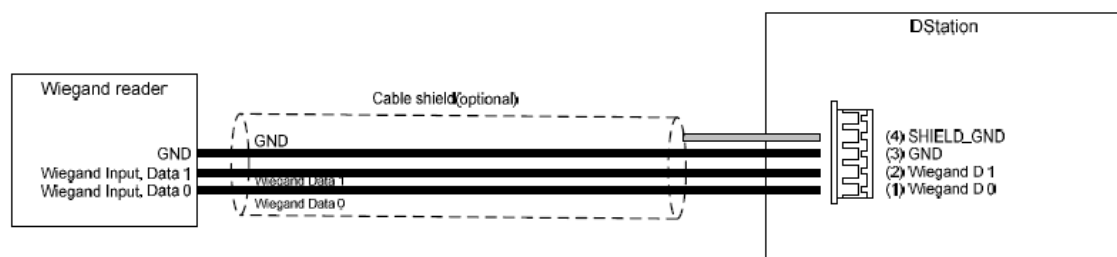 DStation
Wiegand reader
Cable shield(optional)
GND
(4) SHIELD_GND
GND
(3) GND
Wiegand Input, Data 1
Wiegand Data 1
(2) Wiegand D 1
Wiegand Input, Data 0
Wiegand Data 0
(1) Wiegand D 0